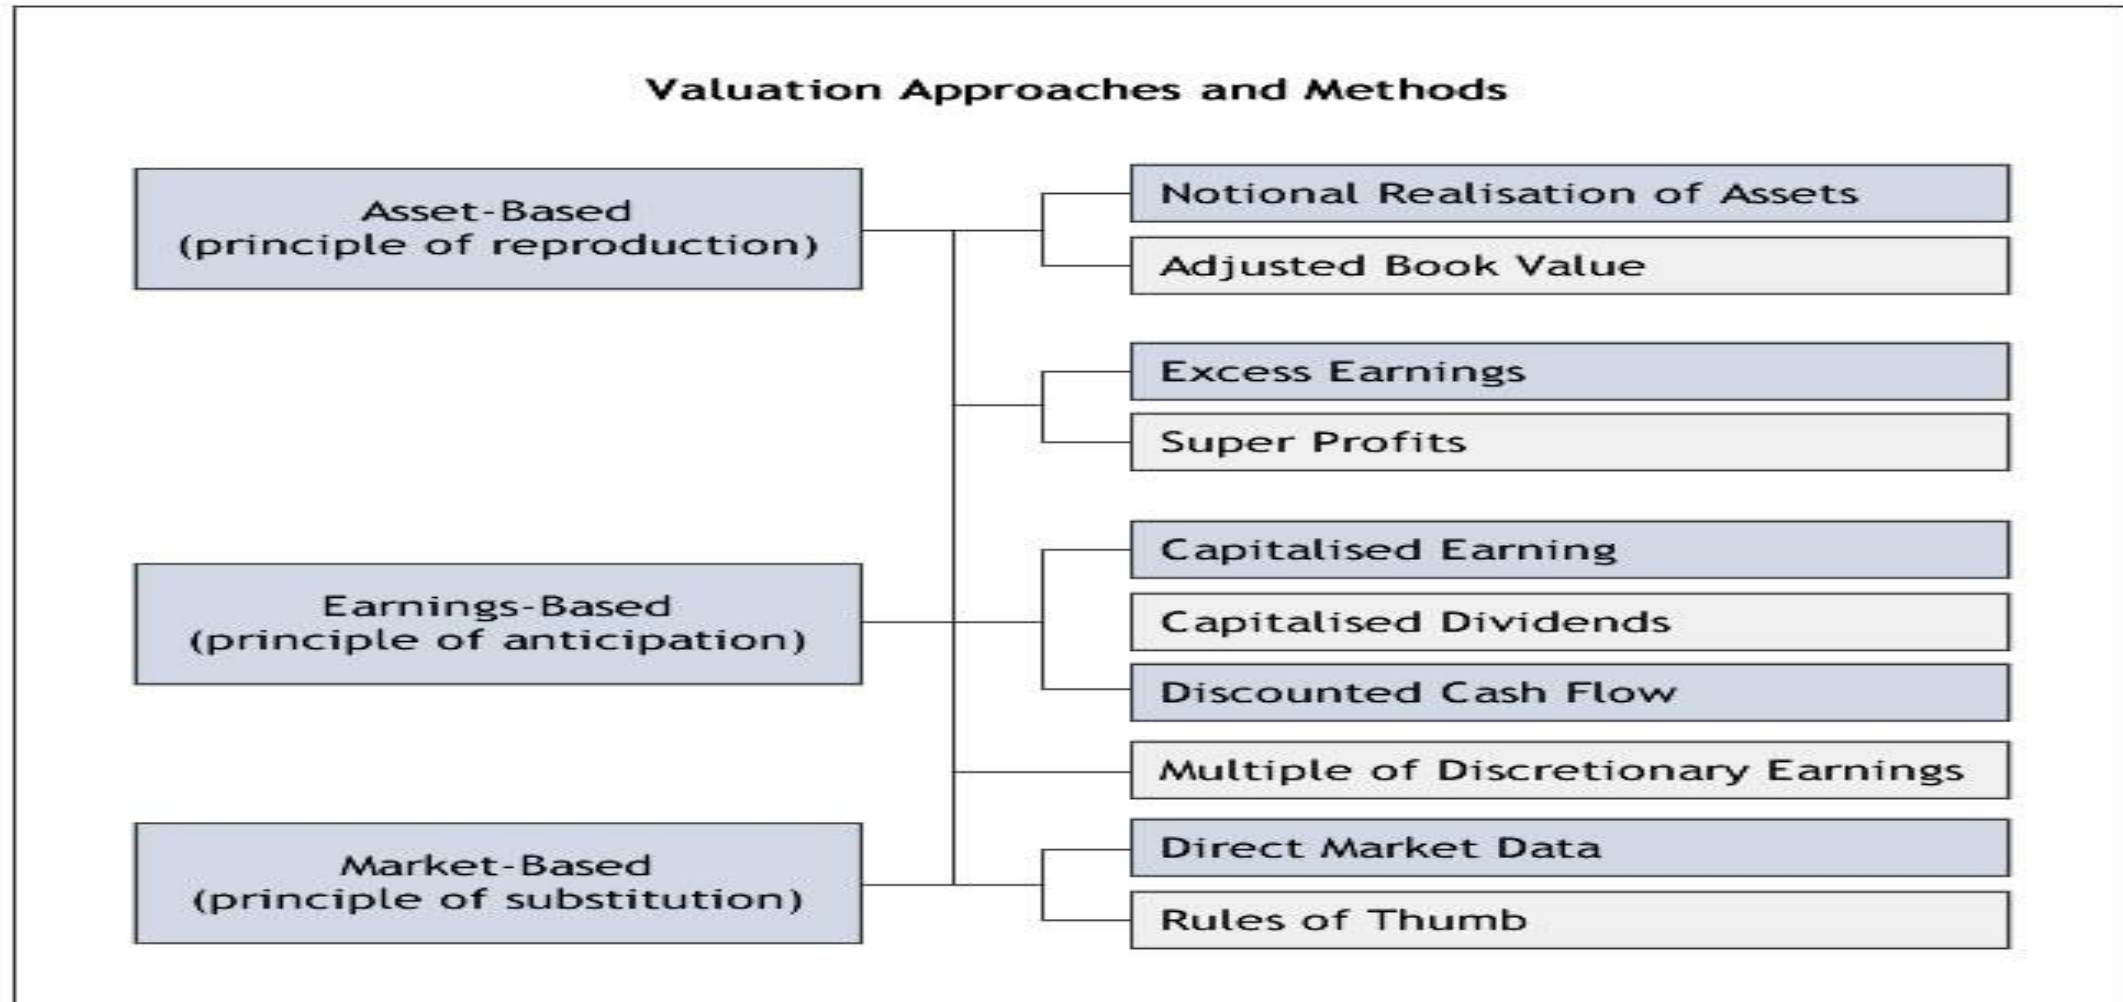 Valuation Approaches and Methods
Asset-Based
(principle of reproduction)
Notional Realisation of Assets
Adjusted Book Value
Excess Earnings
Super Profits
Earnings-Based
(principle of anticipation)
Capitalised Earning
Capitalised Dividends
Discounted Cash Flow
Multiple of Discretionary Earnings
Market-Based
(principle of substitution)
Direct Market Data
Rules of Thumb